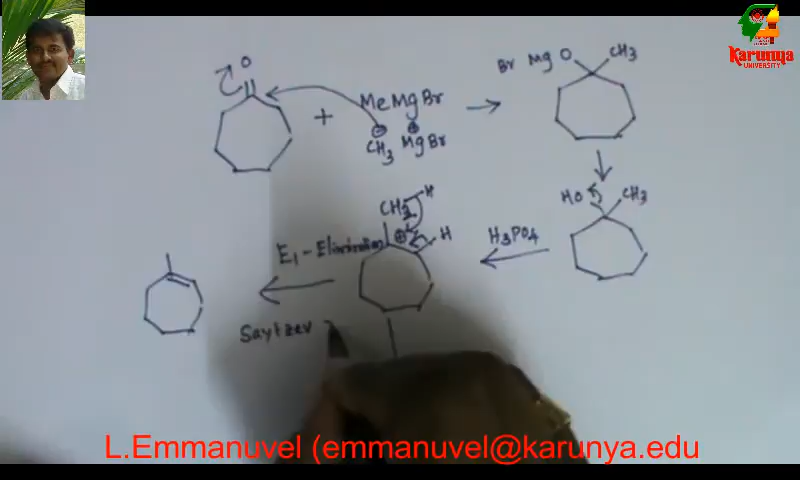 Karunya
UNIVERSITY
O
+
MeMgBr
⊖ ⊕
CH3 MgBr
Br Mg O CH3
HO CH3
H3PO4
H
CH2
⊕ H
E1-Elimination
Saytzev
L.Emmanuvel (emmanuvel@karunya.edu